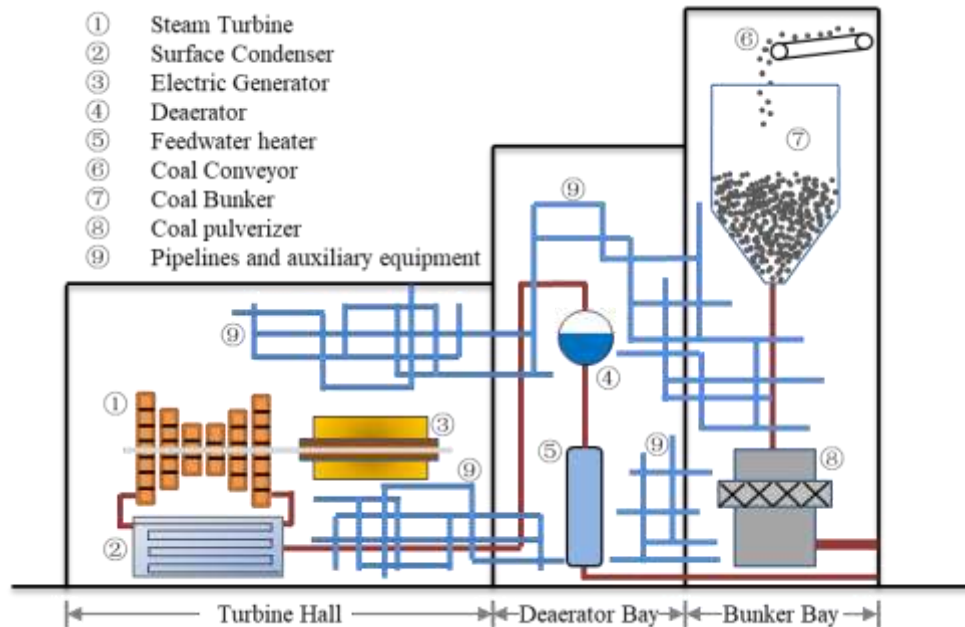 ① Steam Turbine
② Surface Condenser
③ Electric Generator
④ Deaerator
⑤ Feedwater heater
⑥ Coal Conveyor
⑦ Coal Bunker
⑧ Coal pulverizer
⑨ Pipelines and auxiliary equipment
⑥
⑦
⑨
⑨
④
①
③
⑤
⑨
⑧
⑨
②
Turbine Hall Deaerator Bay Bunker Bay